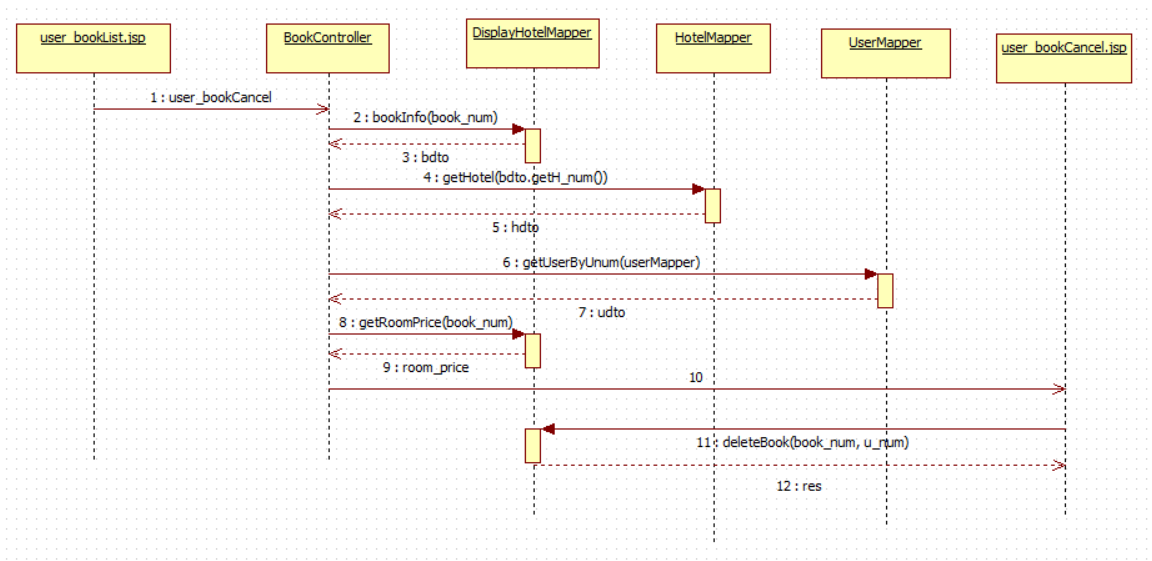 user_bookList.jsp
BookController
DisplayHotelMapper
HotelMapper
UserMapper
user_bookCancel.jsp
1 : user_bookCancel
2 : bookInfo(book_num)
3 : bdto
4 : getHotel(bdto.getH_num())
5 : hdto
6 : getUserByUnum(userMapper)
7 : udto
8 : getRoomPrice(book_num)
9 : room_price
10
11 : deleteBook(book_num, u_num)
12 : res